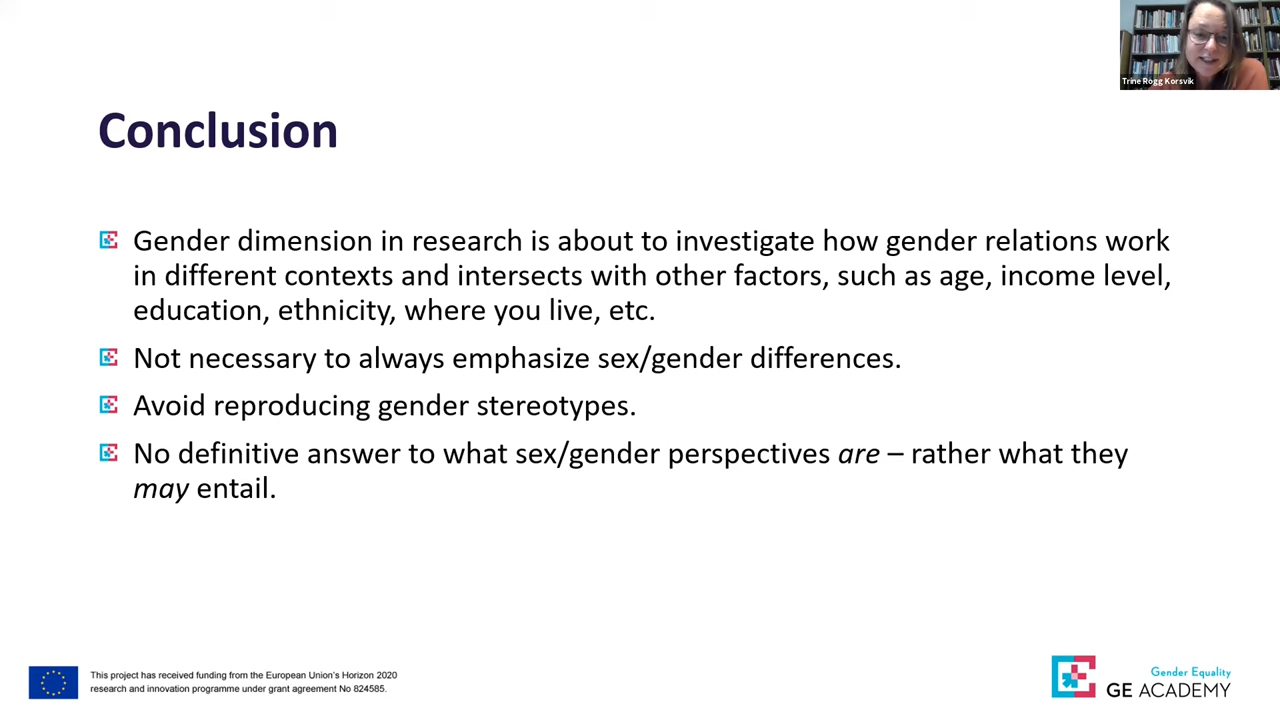 Trine Rogg Korsvik
Conclusion
Gender dimension in research is about to investigate how gender relations work
in different contexts and intersects with other factors, such as age, income level,
education, ethnicity, where you live, etc.
Not necessary to always emphasize sex/gender differences.
Avoid reproducing gender stereotypes.
No definitive answer to what sex/gender perspectives are – rather what they
may entail.
This project has received funding from the European Union's Horizon 2020
research and innovation programme under grant agreement No 824585.
Gender Equality
GE ACADEMY